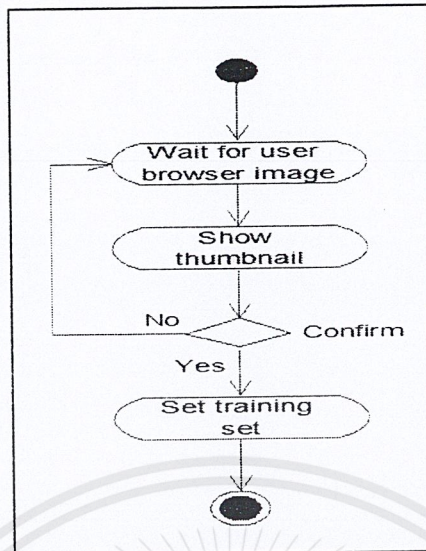 Wait for user
browser image
Show
thumbnail
No
Confirm
Yes
Set training
set